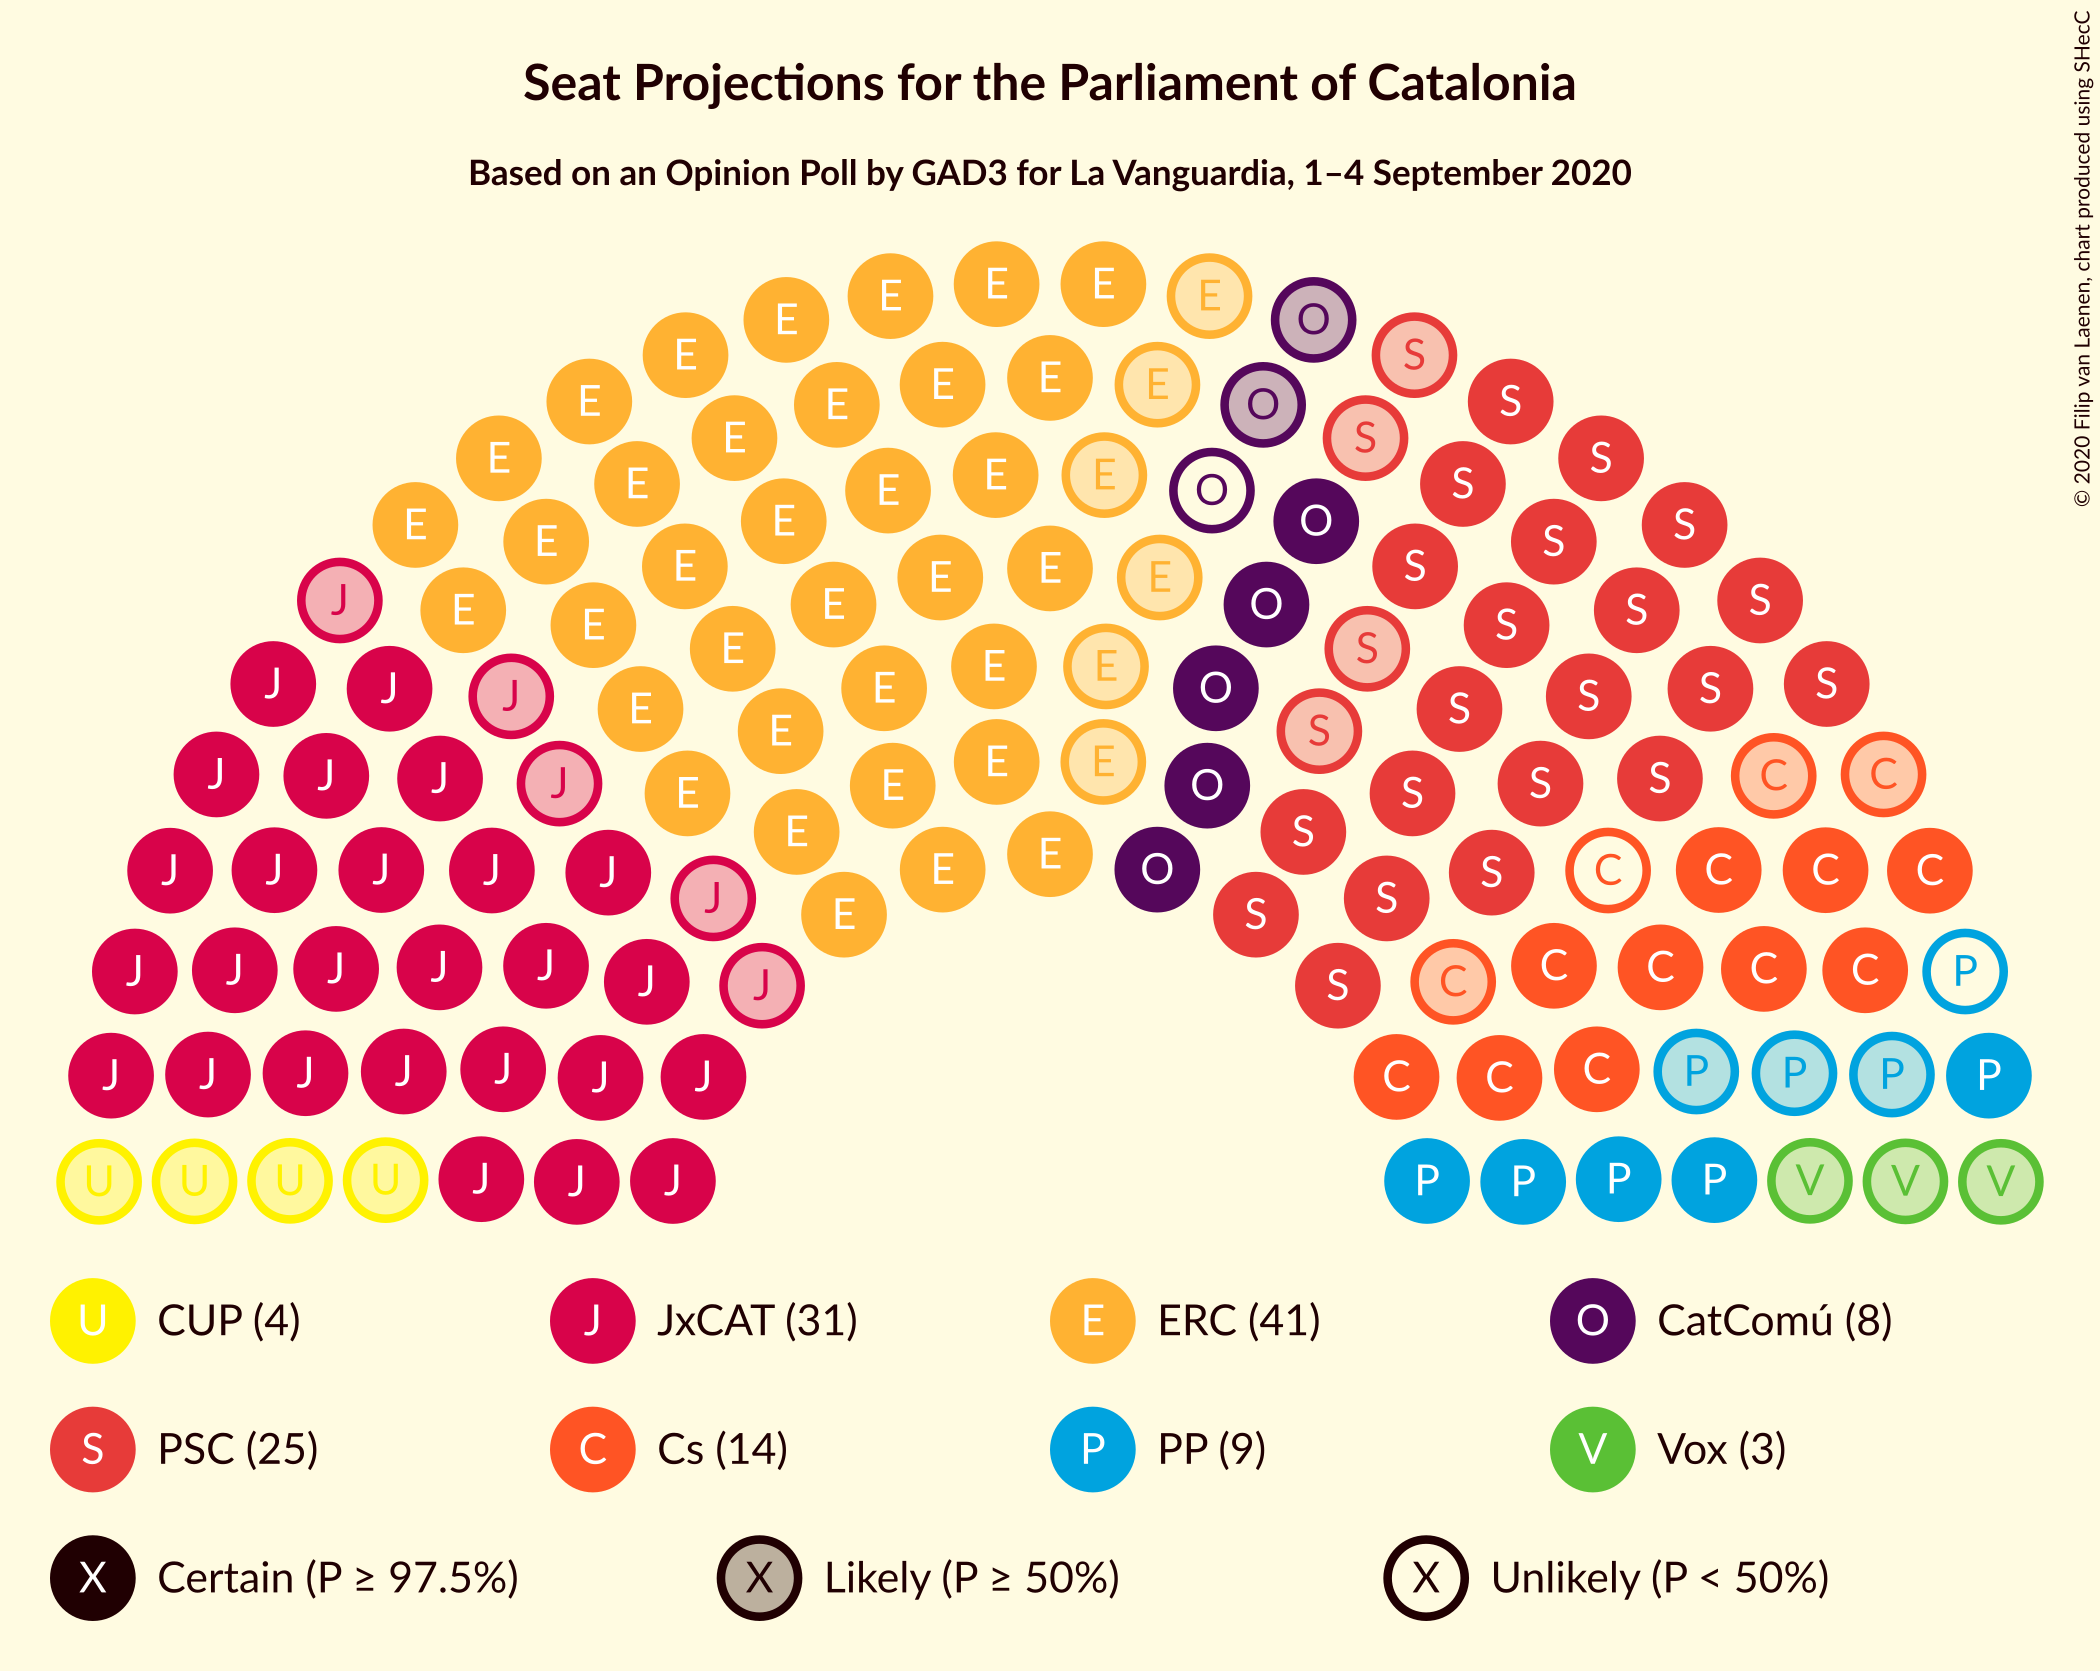 Seat Projections for the Parliament of Catalonia
Based on an Opinion Poll by GAD3 for La Vanguardia, 1–4 September 2020
© 2020 Filip van Laenen, chart produced using SHecC
E E E E O
E E S
E E E O S
E E E S S
E E E O S
E E E O S S
E E E E O S S S
E E E E O S S
J E E E O S S S
E E S S
J J J E E E E O S S S S S
J J J J E E E E O S S S C C
J J J J J J E E E E O S S S S C C C C
J J J J J J J S C C C C C P
J J J J J J J C C C P P P P
U U U U J J J P P P P V V V
U CUP (4) J JxCAT (31) E ERC (41) O CatComú (8)
S PSC (25) C Cs (14) P PP (9) V Vox (3)
X Certain (P ≥ 97.5%) X Likely (P ≥ 50%) X Unlikely (P < 50%)